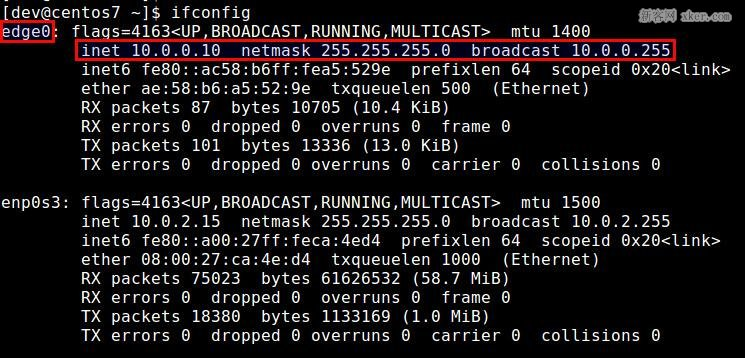 新客网 xker.com
[dev@centos7 ~]$ ifconfig
edge0: flags=4163<UP,BROADCAST,RUNNING,MULTICAST>  mtu 1400
        inet 10.0.0.10  netmask 255.255.255.0  broadcast 10.0.0.255
        inet6 fe80::ac58:b6ff:fea5:529e  prefixlen 64  scopeid 0x20<link>
        ether ae:58:b6:a5:52:9e  txqueuelen 500  (Ethernet)
        RX packets 87  bytes 10705 (10.4 KiB)
        RX errors 0  dropped 0  overruns 0  frame 0
        TX packets 101  bytes 13336 (13.0 KiB)
        TX errors 0  dropped 0 overruns 0  carrier 0  collisions 0

enp0s3: flags=4163<UP,BROADCAST,RUNNING,MULTICAST>  mtu 1500
        inet 10.0.2.15  netmask 255.255.255.0  broadcast 10.0.2.255
        inet6 fe80::a00:27ff:feca:4ed4  prefixlen 64  scopeid 0x20<link>
        ether 08:00:27:ca:4e:d4  txqueuelen 1000  (Ethernet)
        RX packets 75023  bytes 61626532 (58.7 MiB)
        RX errors 0  dropped 0  overruns 0  frame 0
        TX packets 18380  bytes 1133169 (1.0 MiB)
        TX errors 0  dropped 0 overruns 0  carrier 0  collisions 0